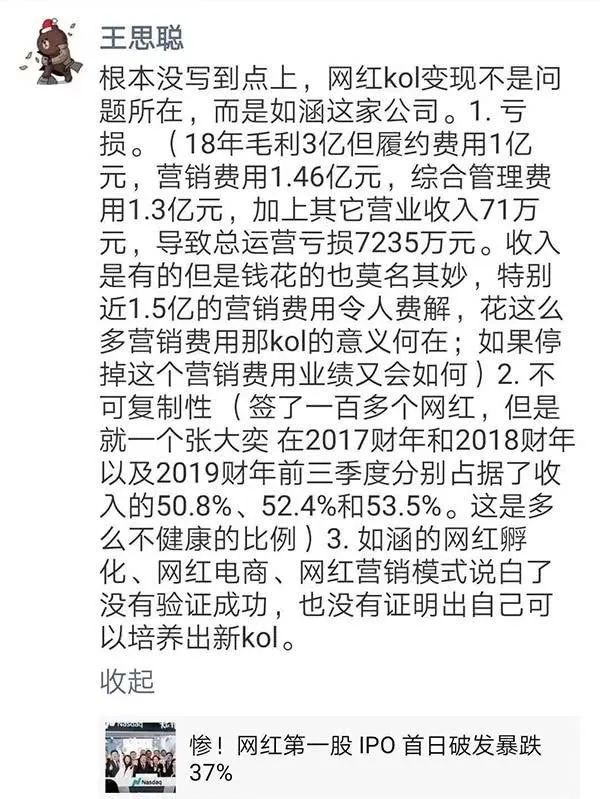 王思聪
根本没写到点上，网红kol变现不是问
题所在，而是如涵这家公司。1. 亏
损。（18年毛利3亿但履约费用1亿
元，营销费用1.46亿元，综合管理费
用1.3亿元，加上其它营业收入71万
元，导致总运营亏损7235万元。收入
是有的但是钱花的也莫名其妙，特别
近1.5亿的营销费用令人费解，花这么
多营销费用那kol的意义何在；如果停
掉这个营销费用业绩又会如何）2. 不
可复制性 （签了一百多个网红，但是
就一个张大奕 在2017财年和2018财年
以及2019财年前三季度分别占据了收
入的50.8%、52.4%和53.5%。这是多
么不健康的比例）3. 如涵的网红孵
化、网红电商、网红营销模式说白了
没有验证成功，也没有证明出自己可
以培养出新kol。
收起
Nasdaq
Nasdaq
惨！网红第一股 IPO 首日破发暴跌
37%